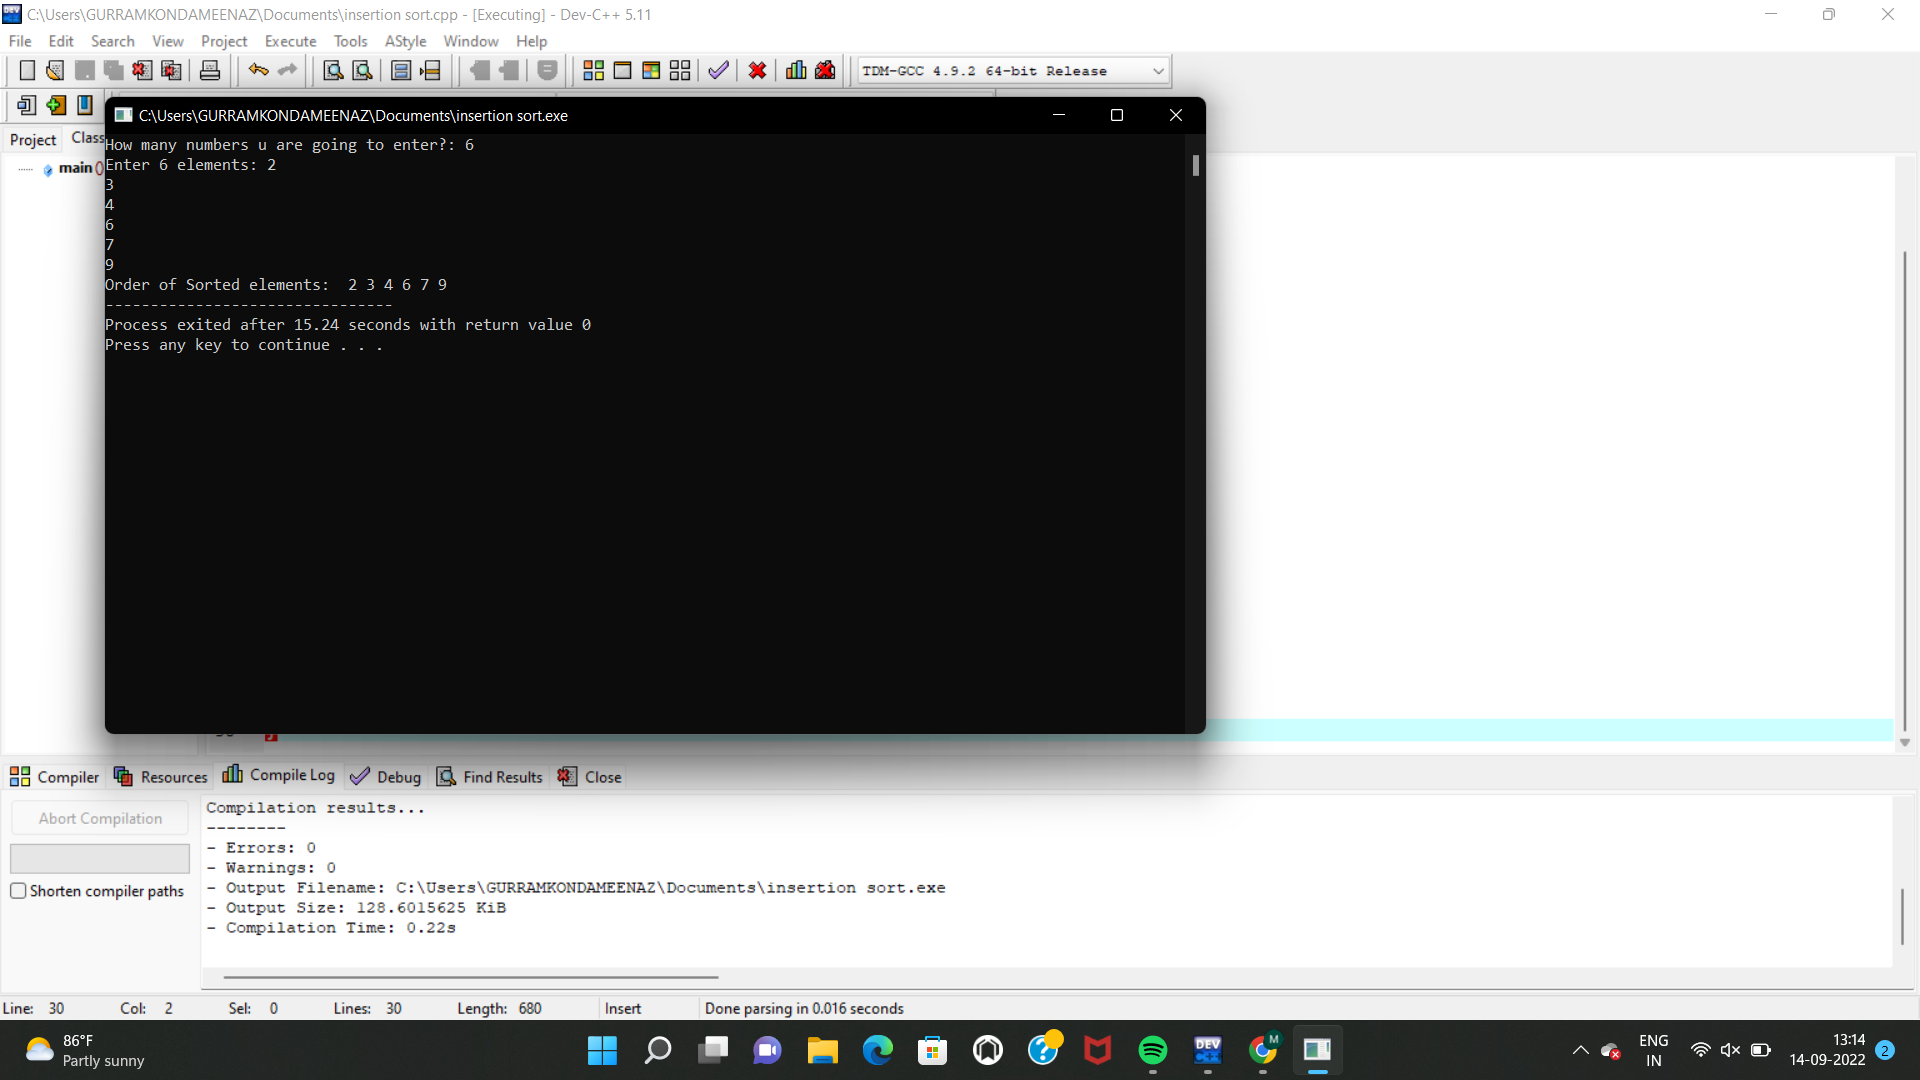 C:\Users\GURRAMKONDAMEENAZ\Documents\insertion sort.cpp - [Executing] - Dev-C++ 5.11
File Edit Search View Project Execute Tools AStyle Window Help
TDM-GCC 4.9.2 64-bit Release
C:\Users\GURRAMKONDAMEENAZ\Documents\insertion sort.exe
Project Class
main ()
How many numbers u are going to enter?: 6
Enter 6 elements: 2
3
4
6
7
9
Order of Sorted elements:  2 3 4 6 7 9
--------------------------------
Process exited after 15.24 seconds with return value 0
Press any key to continue . . .
Compiler Resources Compile Log Debug Find Results Close
Abort Compilation
Shorten compiler paths
Compilation results...
--------
- Errors: 0
- Warnings: 0
- Output Filename: C:\Users\GURRAMKONDAMEENAZ\Documents\insertion sort.exe
- Output Size: 128.6015625 KiB
- Compilation Time: 0.22s
Line: 30 Col: 2 Sel: 0 Lines: 30 Length: 680 Insert Done parsing in 0.016 seconds
86°F
Partly sunny
DEV
C++
M
ENG
IN
13:14
14-09-2022
2